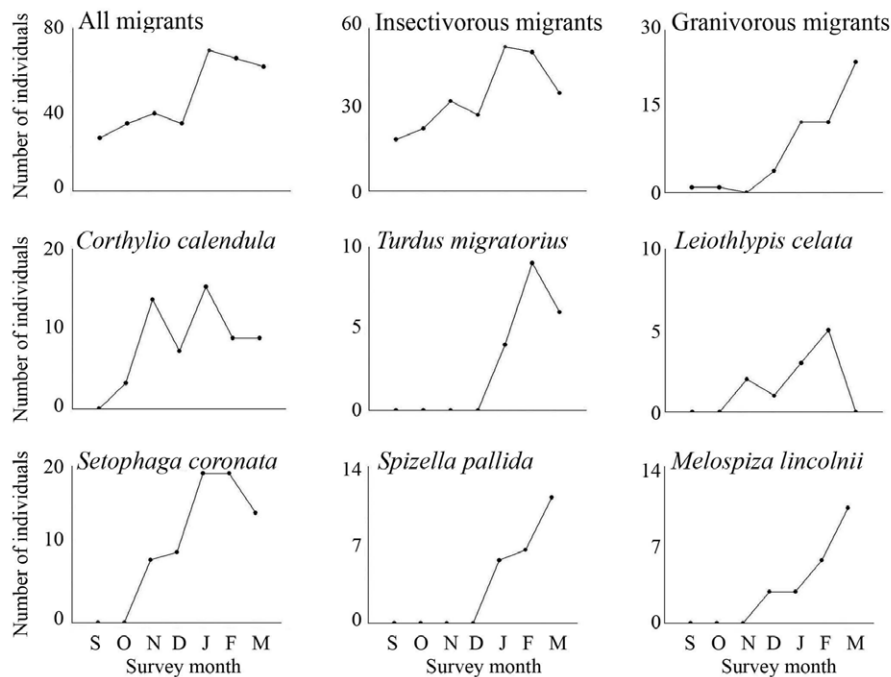 All migrants
Insectivorous migrants
Granivorous migrants
Number of individuals
80
40
0
60
30
0
30
15
0
Corthylio calendula
Turdus migratorius
Leiothlypis celata
Number of individuals
20
10
0
10
5
0
10
5
0
Setophaga coronata
Spizella pallida
Melospiza lincolnii
Number of individuals
20
10
0
14
7
0
14
7
0
S O N D J F M
S O N D J F M
S O N D J F M
Survey month
Survey month
Survey month